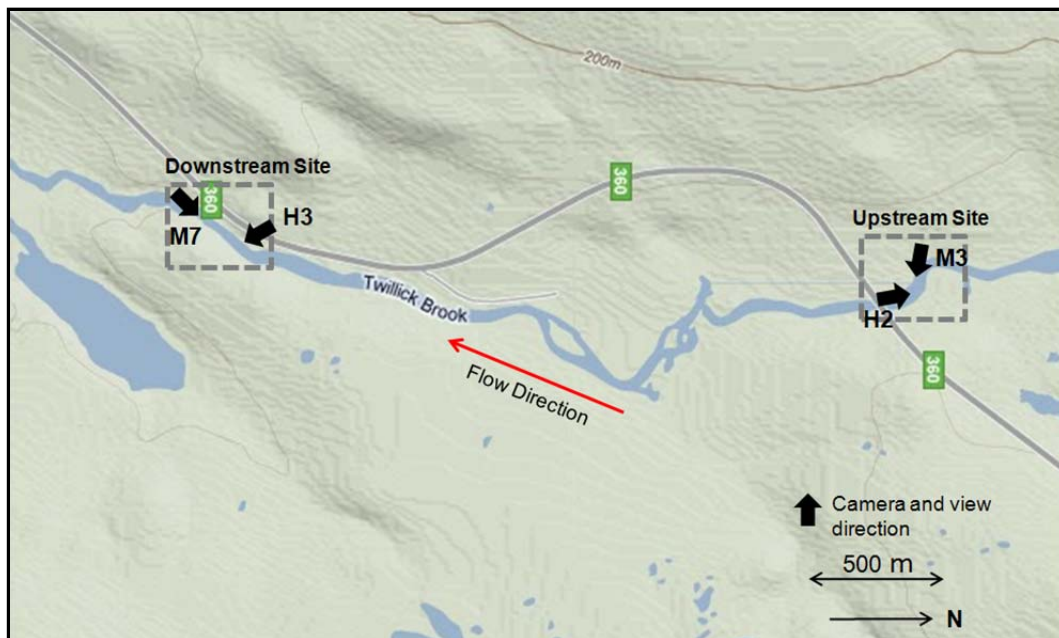 200m
Downstream Site
360
H3
M7
360
Upstream Site
M3
H2
360
Twillick Brook
Flow Direction
Camera and view
direction
500 m
N